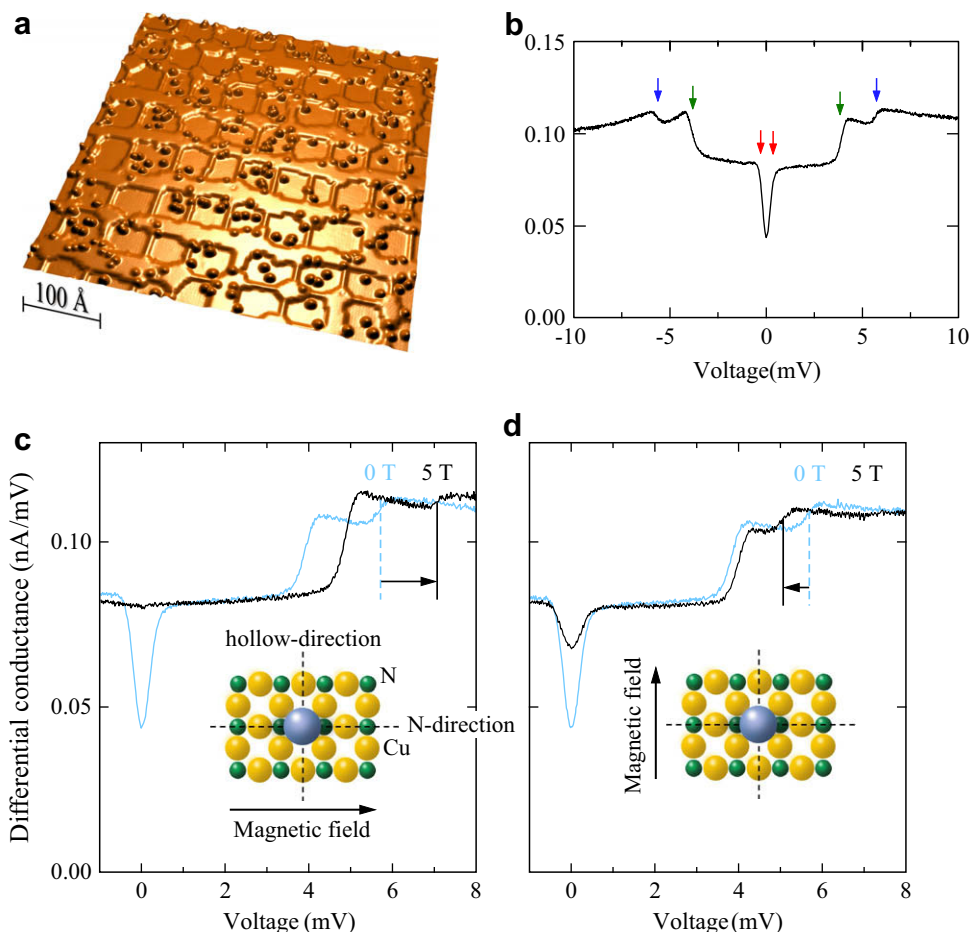 a
100 Å
b
0.15
0.10
0.05
0.00
-10
-5
0
5
10
Voltage(mV)
c
0 T
5 T
0.10
0.05
0.00
Differential conductance (nA/mV)
hollow-direction
N
N-direction
Cu
Magnetic field
0
2
4
6
8
Voltage (mV)
d
0 T
5 T
Magnetic field
0
2
4
6
8
Voltage (mV)